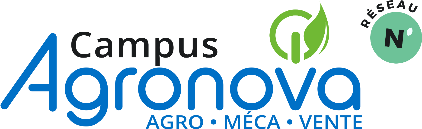 Campus
Agronova
AGRO • MÉCA • VENTE
RÉSEAU
N'